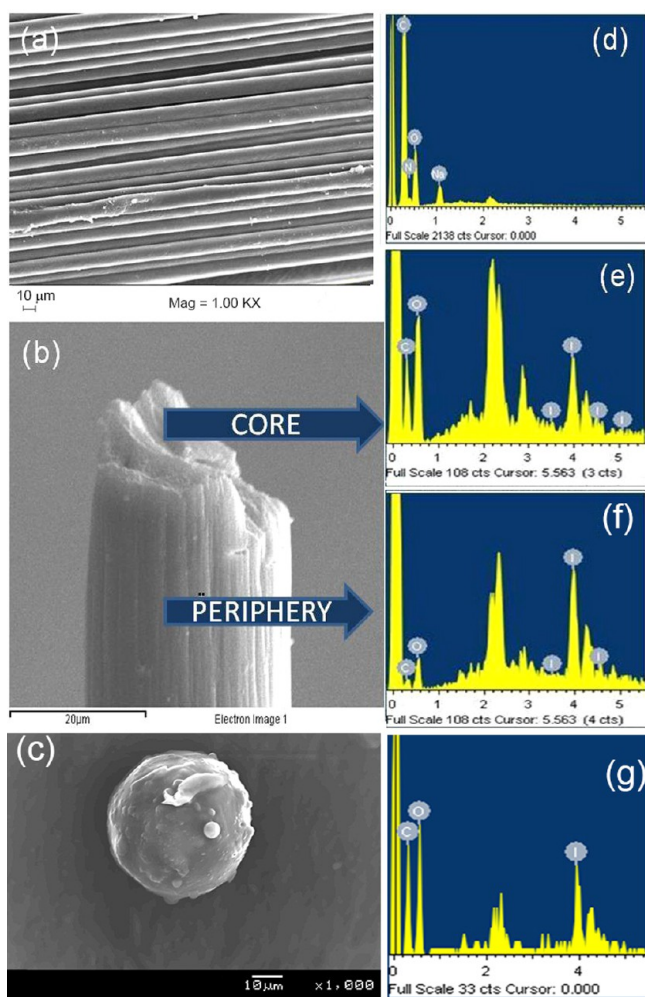 (a)
10 μm
Mag = 1.00 KX
(b)
CORE
PERIPHERY
20μm
Electron Image 1
(c)
10μm ×1,000
(d)
C
O
N
Na
0 1 2 3 4 5
Full Scale 2138 cts Cursor: 0.000
(e)
O
C
I
I
I
I
0 1 2 3 4 5
Full Scale 108 cts Cursor: 5.563 (3 cts)
(f)
I
O
C
I
I
0 1 2 3 4 5
Full Scale 108 cts Cursor: 5.563 (4 cts)
(g)
O
C
I
0 2 4
Full Scale 33 cts Cursor: 0.000